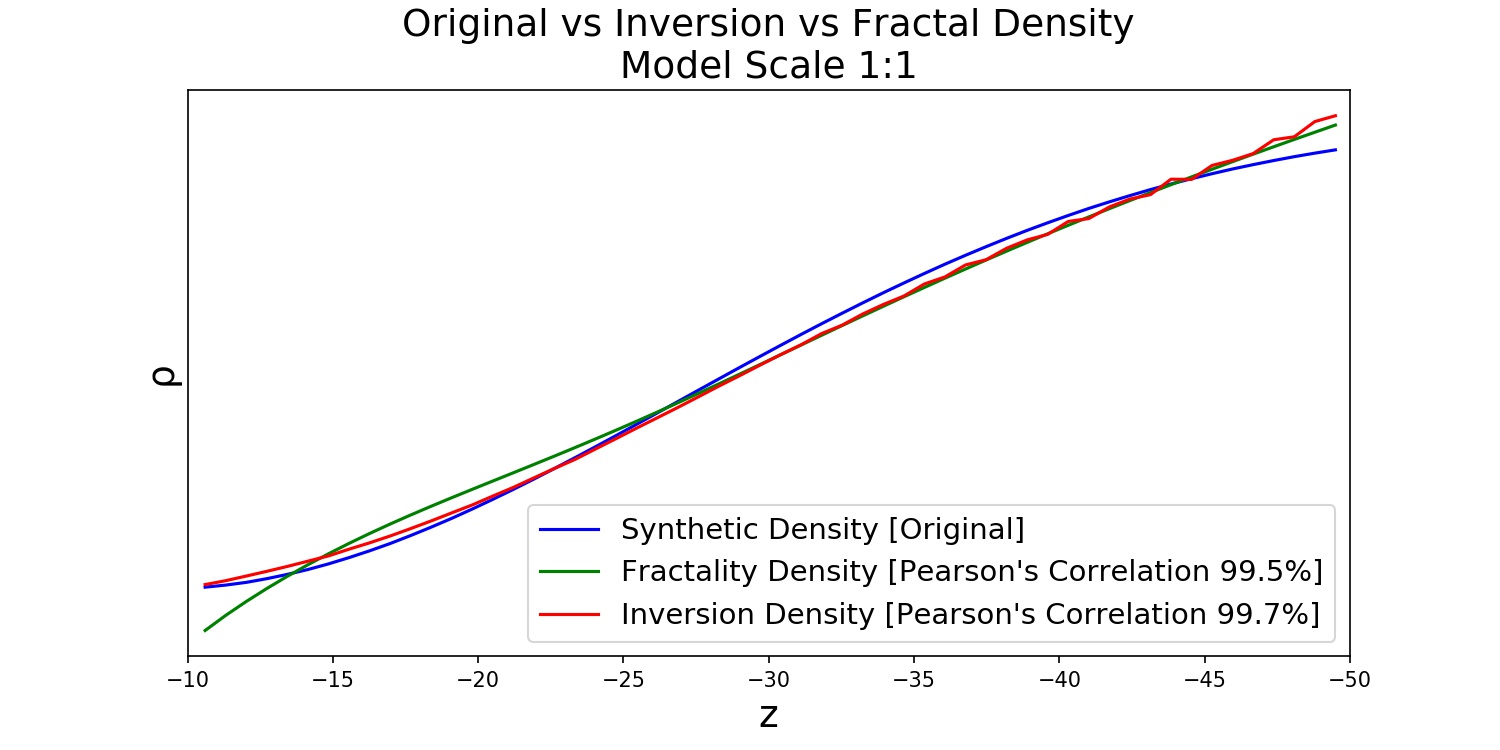 Original vs Inversion vs Fractal Density
Model Scale 1:1
ρ
Synthetic Density [Original]
Fractality Density [Pearson's Correlation 99.5%]
Inversion Density [Pearson's Correlation 99.7%]
−10 −15 −20 −25 −30 −35 −40 −45 −50
z